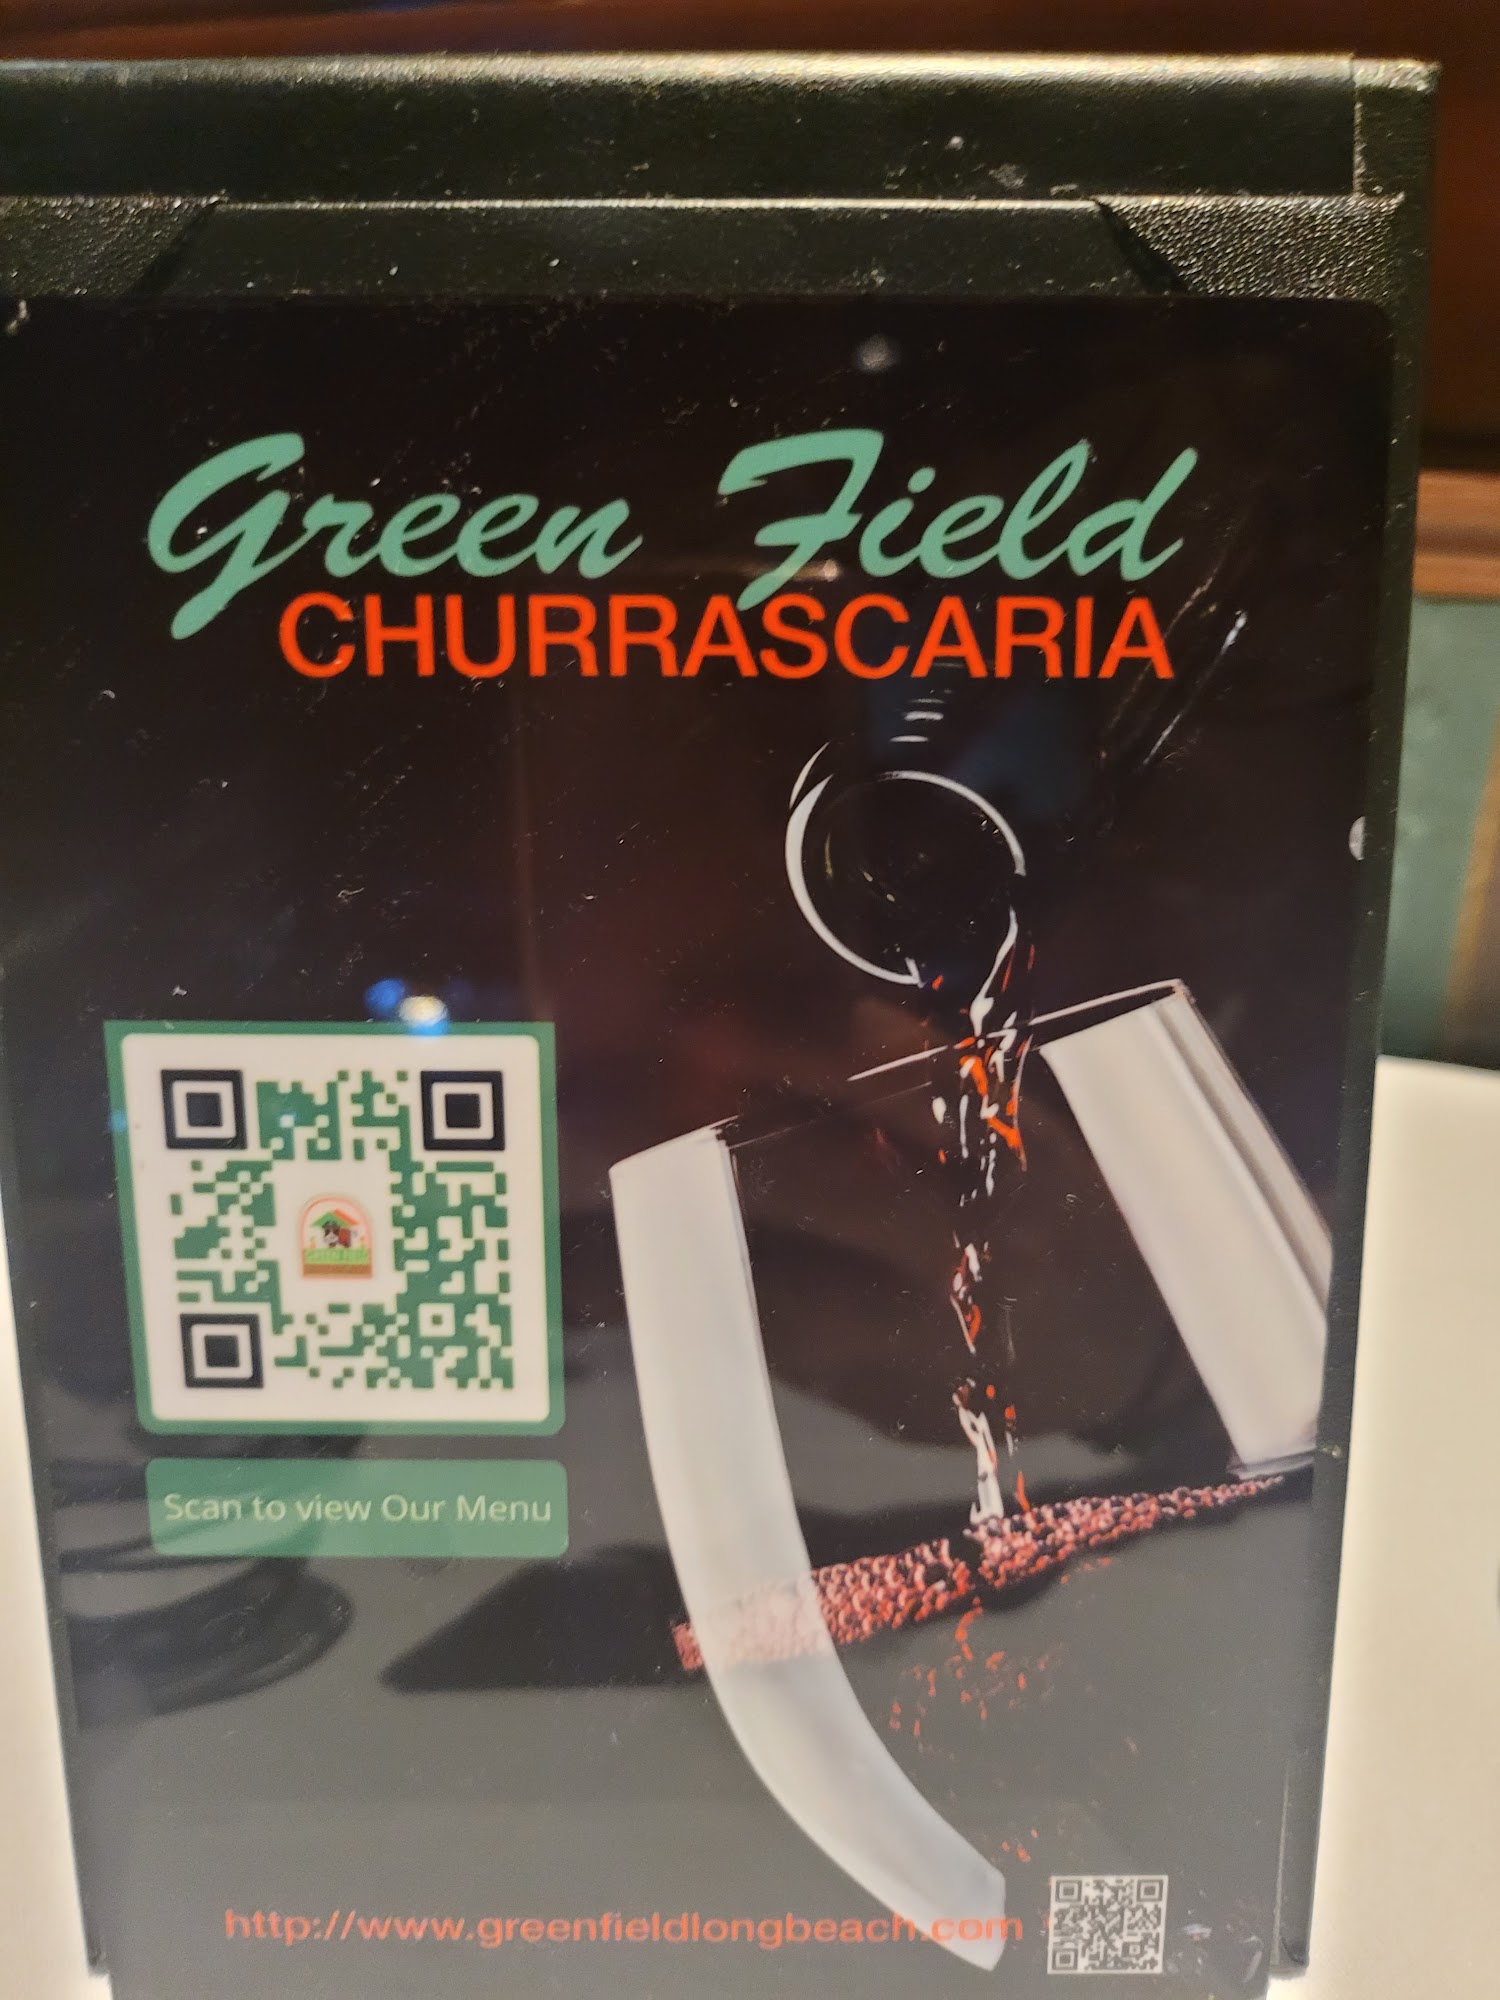 Green Field
CHURRASCARIA
Scan to view Our Menu
http://www.greenfieldlongbeach.com